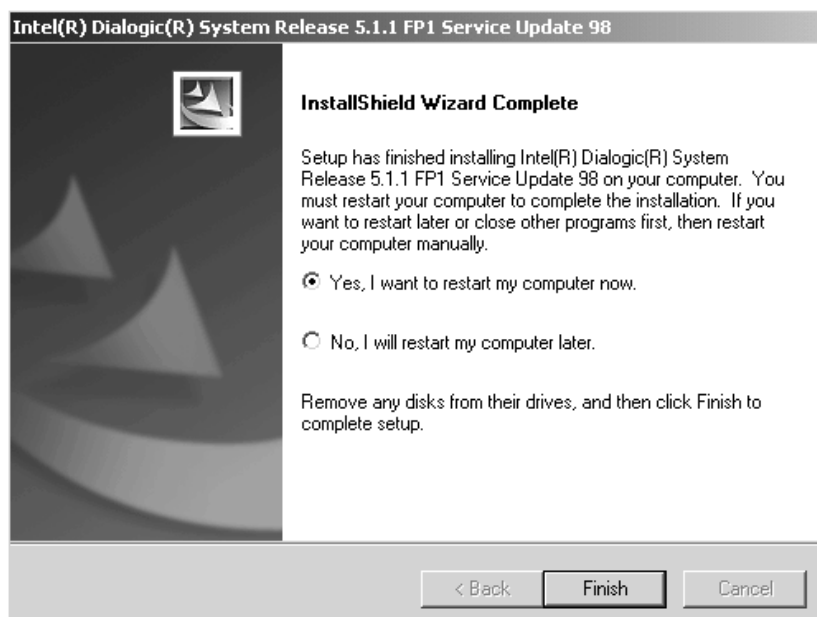 Intel(R) Dialogic(R) System Release 5.1.1 FP1 Service Update 98
InstallShield Wizard Complete
Setup has finished installing Intel(R) Dialogic(R) System
Release 5.1.1 FP1 Service Update 98 on your computer. You
must restart your computer to complete the installation. If you
want to restart later or close other programs first, then restart
your computer manually.
Yes, I want to restart my computer now.
No, I will restart my computer later.
Remove any disks from their drives, and then click Finish to
complete setup.
< Back
Finish
Cancel